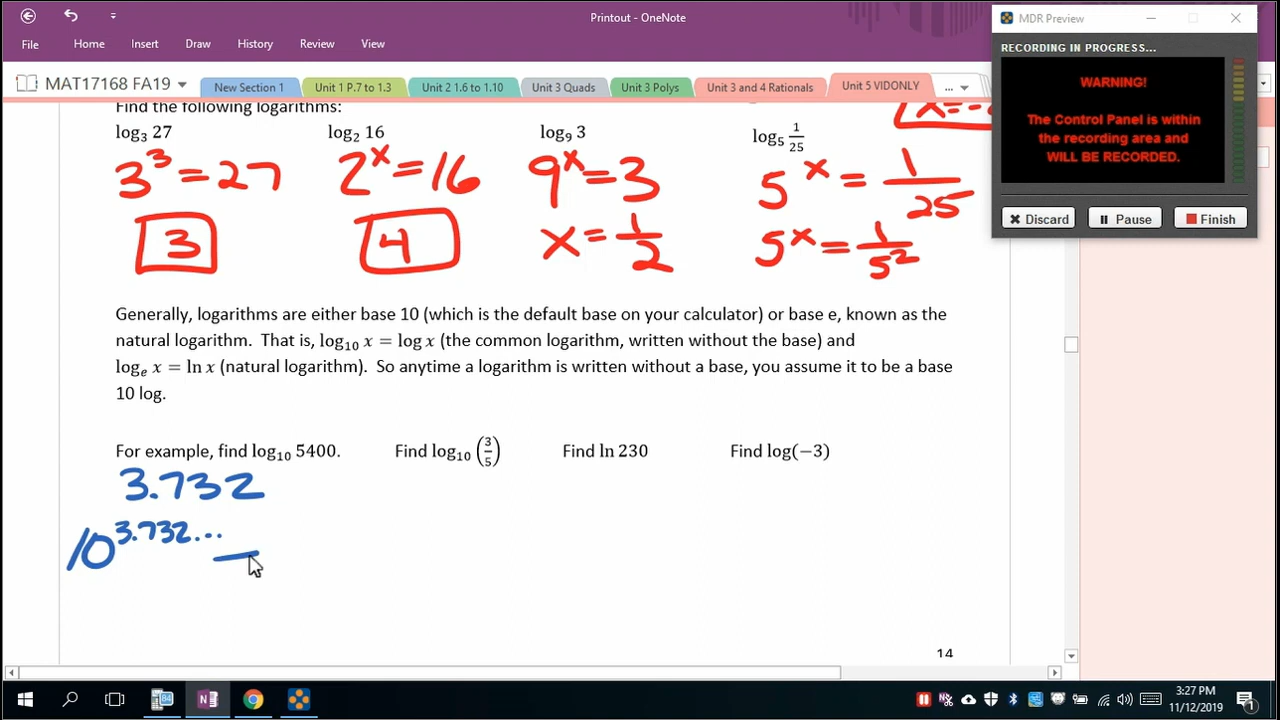 Printout - OneNote
File Home Insert Draw History Review View
MAT17168 FA19 New Section 1 Unit 1 P.7 to 1.3 Unit 2 1.6 to 1.10 Unit 3 Quads Unit 3 Polys Unit 3 and 4 Rationals Unit 5 VIDONLY ...
MDR Preview
RECORDING IN PROGRESS...
WARNING!
The Control Panel is within
the recording area and
WILL BE RECORDED.
Discard Pause Finish
Find the following logarithms:
log₃ 27 log₂ 16 log₉ 3 log₅ 1/25
3³=27 2ˣ=16 9ˣ=3 5ˣ=1/25
3 4 x=1/2 5ˣ=1/5²
Generally, logarithms are either base 10 (which is the default base on your calculator) or base e, known as the
natural logarithm. That is, log₁₀ x = log x (the common logarithm, written without the base) and
logₑ x = ln x (natural logarithm). So anytime a logarithm is written without a base, you assume it to be a base
10 log.
For example, find log₁₀ 5400. Find log₁₀ (3/5) Find ln 230 Find log(−3)
3.732
10^3.732...
14
3:27 PM
11/12/2019
1